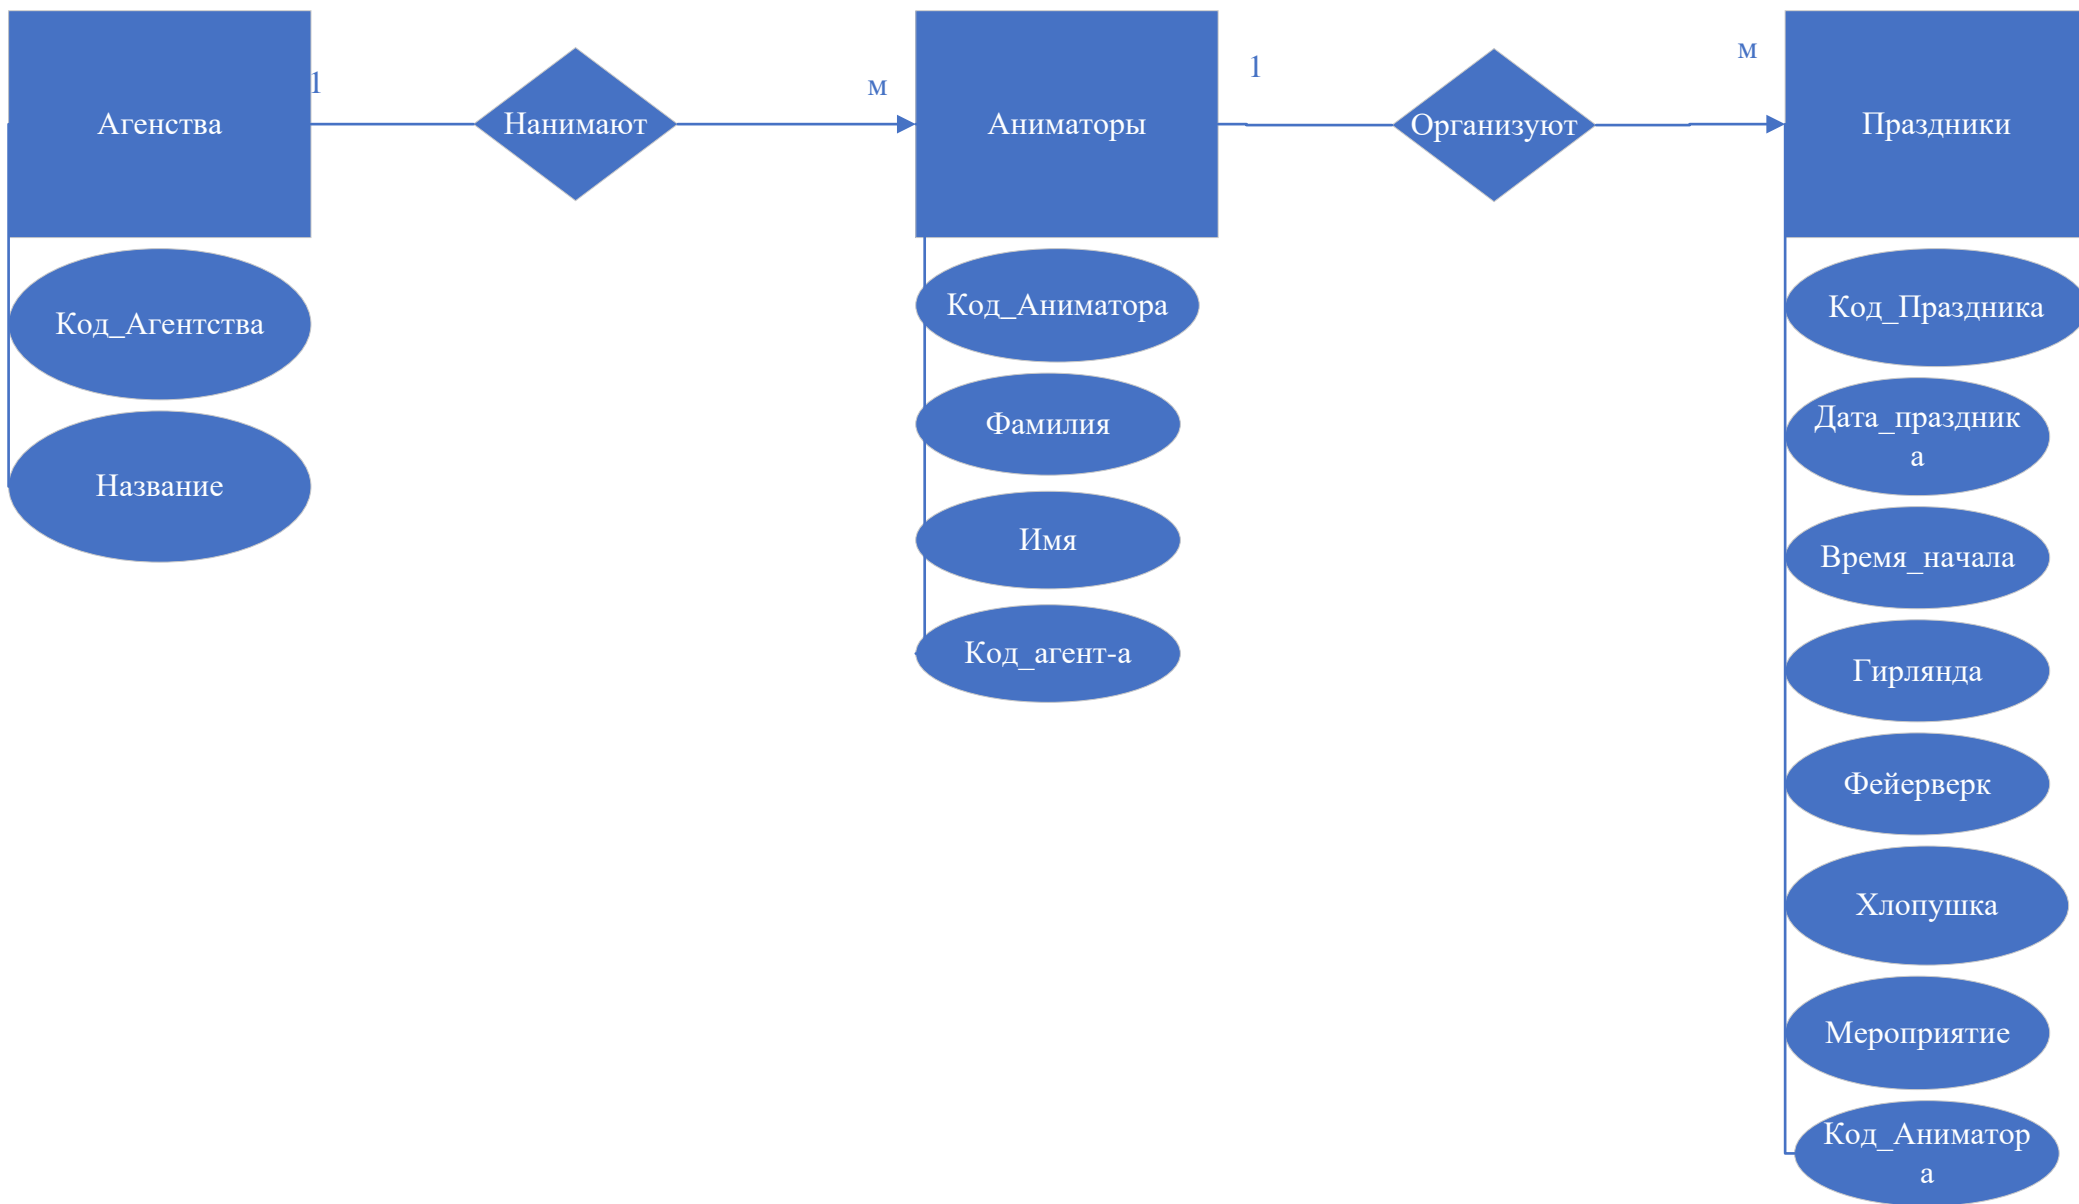 Агенства
1
Нанимают
м
Аниматоры
1
Организуют
м
Праздники
Код_Агентства
Название
Код_Аниматора
Фамилия
Имя
Код_агент-а
Код_Праздника
Дата_праздник
а
Время_начала
Гирлянда
Фейерверк
Хлопушка
Мероприятие
Код_Аниматор
а